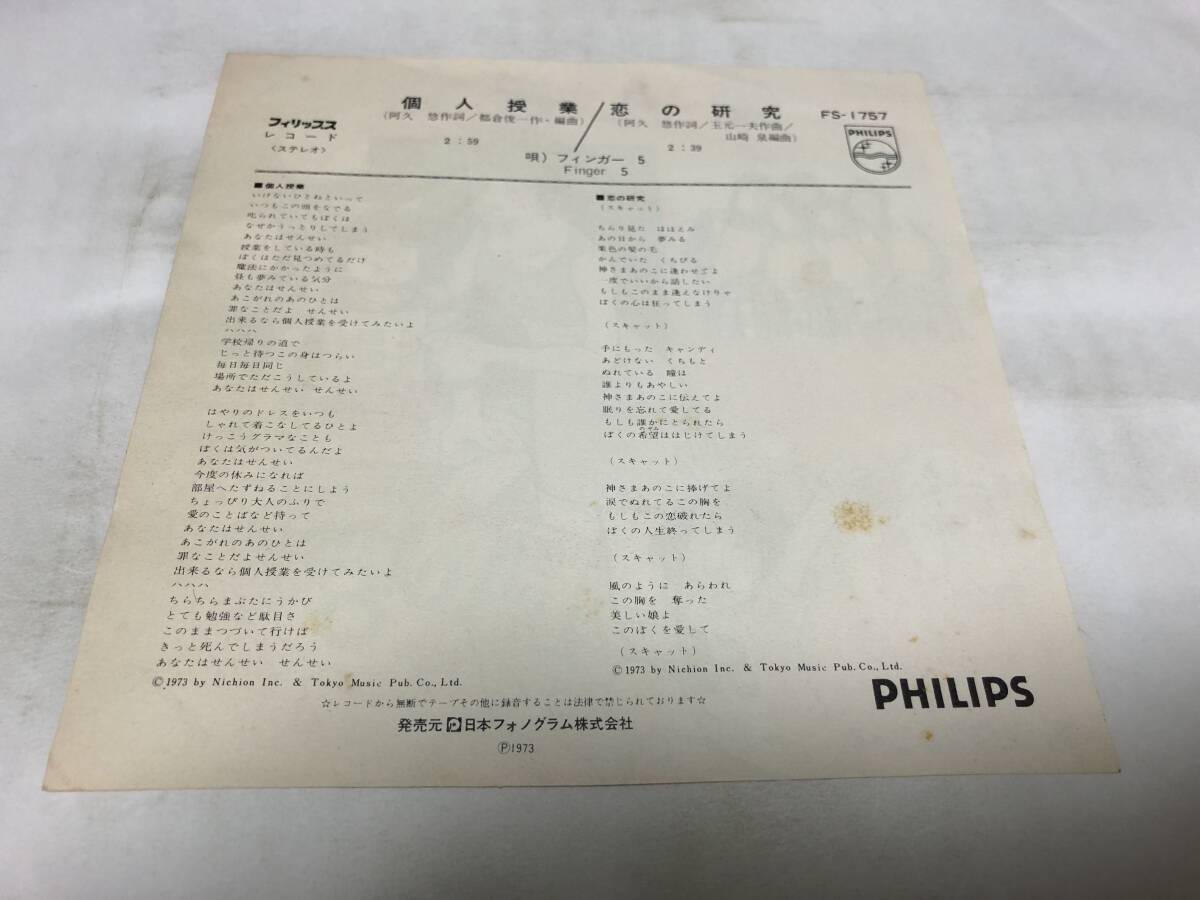 フィリップス
レコード
〈ステレオ〉
個人授業/恋の研究
(阿久 悠作詞/都倉俊一作・編曲)
2:59
(阿久 悠作詞/玉元一夫作曲/
山崎 泉編曲)
2:39
唄) フィンガー 5
Finger 5
FS-1757
PHILIPS
■個人授業
いけないひとねといって
いつもこの頭をなでる
叱られていてもぼくは
なぜかうっとりしてしまう
あなたはせんせい
授業をしている時も
ぼくはただ見つめてるだけ
魔法にかかったように
昼も夢みている気分
あなたはせんせい
あこがれのあのひとは
罪なことだよ せんせい
出来るなら個人授業を受けてみたいよ
ハハハ
学校帰りの道で
じっと待つこの身はつらい
毎日毎日同じ
場所でただこうしているよ
あなたはせんせい せんせい
はやりのドレスをいつも
しゃれて着こなしてるひとよ
けっこうグラマなことも
ぼくは気がついてるんだよ
あなたはせんせい
今度の休みになれば
部屋へたずねることにしよう
ちょっぴり大人のふりで
愛のことばなど持って
あなたはせんせい
あこがれのあのひとは
罪なことだよせんせい
出来るなら個人授業を受けてみたいよ
ハハハ
ちらちらまぶたにうかび
とても勉強など駄目さ
このままつづいて行けば
きっと死んでしまうだろう
あなたはせんせい せんせい
©1973 by Nichion Inc. & Tokyo Music Pub. Co., Ltd.
■恋の研究
(スキャット)
ちらり見た ほほえみ
あの日から 夢みる
栗色の髪の毛
かんでいた くちびる
神さまあのこに逢わせてよ
一度でいいから話したい
もしもこのまま逢えなけりゃ
ぼくの心は狂ってしまう
(スキャット)
手にもった キャンディ
あどけない くちもと
ぬれている 瞳は
誰よりもあやしい
神さまあのこに伝えてよ
眠りを忘れて愛してる
もしも誰かにとられたら
ぼくの希望ははじけてしまう
(スキャット)
神さまあのこに捧げてよ
涙でぬれてるこの胸を
もしもこの恋破れたら
ぼくの人生終ってしまう
(スキャット)
風のように あらわれ
この胸を 奪った
美しい娘よ
このぼくを愛して
(スキャット)
©1973 by Nichion Inc. & Tokyo Music Pub. Co., Ltd.
☆レコードから無断でテープその他に録音することは法律で禁じられております☆
発売元 日本フォノグラム株式会社
Ⓟ1973
PHILIPS